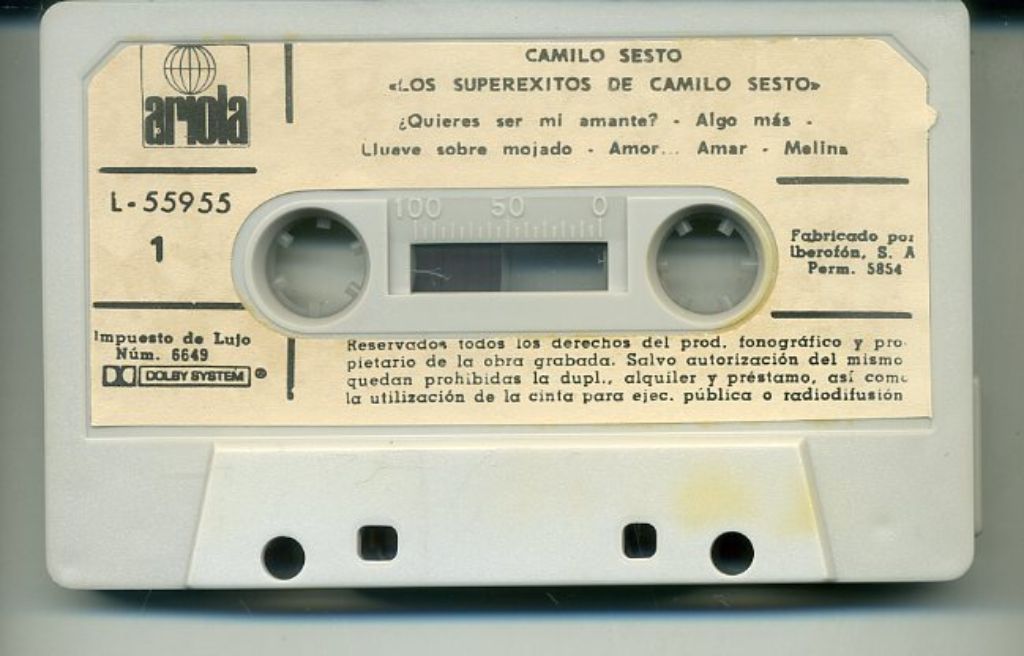 ariola
CAMILO SESTO
«LOS SUPEREXITOS DE CAMILO SESTO»
¿Quieres ser mi amante? - Algo más -
Llueve sobre mojado - Amor... Amar - Melina
L-55955
1
100 50 0
Fabricado por
Iberofón, S. A
Perm. 5854
Impuesto de Lujo
Núm. 6649
DOLBY SYSTEM ®
Reservados todos los derechos del prod. fonográfico y pro-
pietario de la obra grabada. Salvo autorización del mismo
quedan prohibidas la dupl., alquiler y préstamo, así como
la utilización de la cinta para ejec. pública o radiodifusión